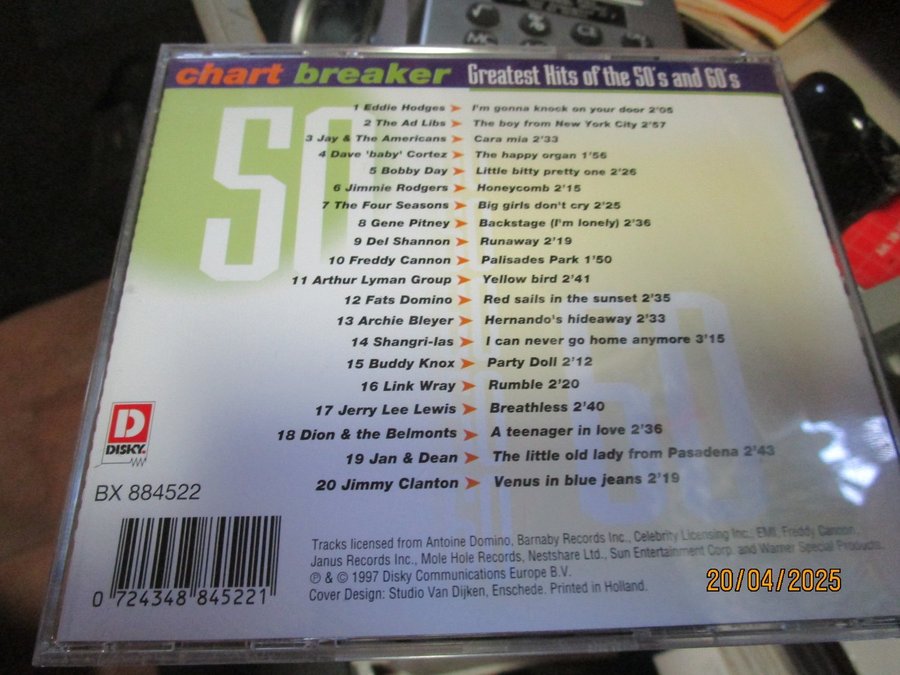 chart breaker Greatest Hits of the 50's and 60's
50
1 Eddie Hodges ➤ I'm gonna knock on your door 2'05
2 The Ad Libs ➤ The boy from New York City 2'57
3 Jay & The Americans ➤ Cara mia 2'33
4 Dave 'baby' Cortez ➤ The happy organ 1'56
5 Bobby Day ➤ Little bitty pretty one 2'26
6 Jimmie Rodgers ➤ Honeycomb 2'15
7 The Four Seasons ➤ Big girls don't cry 2'25
8 Gene Pitney ➤ Backstage (I'm lonely) 2'36
9 Del Shannon ➤ Runaway 2'19
10 Freddy Cannon ➤ Palisades Park 1'50
11 Arthur Lyman Group ➤ Yellow bird 2'41
12 Fats Domino ➤ Red sails in the sunset 2'35
13 Archie Bleyer ➤ Hernando's hideaway 2'33
14 Shangri-las ➤ I can never go home anymore 3'15
15 Buddy Knox ➤ Party Doll 2'12
16 Link Wray ➤ Rumble 2'20
17 Jerry Lee Lewis ➤ Breathless 2'40
18 Dion & the Belmonts ➤ A teenager in love 2'36
19 Jan & Dean ➤ The little old lady from Pasadena 2'43
20 Jimmy Clanton ➤ Venus in blue jeans 2'19
60
D
DISKY
BX 884522
0 724348 845221
Tracks licensed from Antoine Domino, Barnaby Records Inc., Celebrity Licensing Inc., EMI, Freddy Cannon,
Janus Records Inc., Mole Hole Records, Nestshare Ltd., Sun Entertainment Corp. and Warner Special Products.
℗ & © 1997 Disky Communications Europe B.V.
Cover Design: Studio Van Dijken, Enschede. Printed in Holland.
20/04/2025
√
%
CE
MC